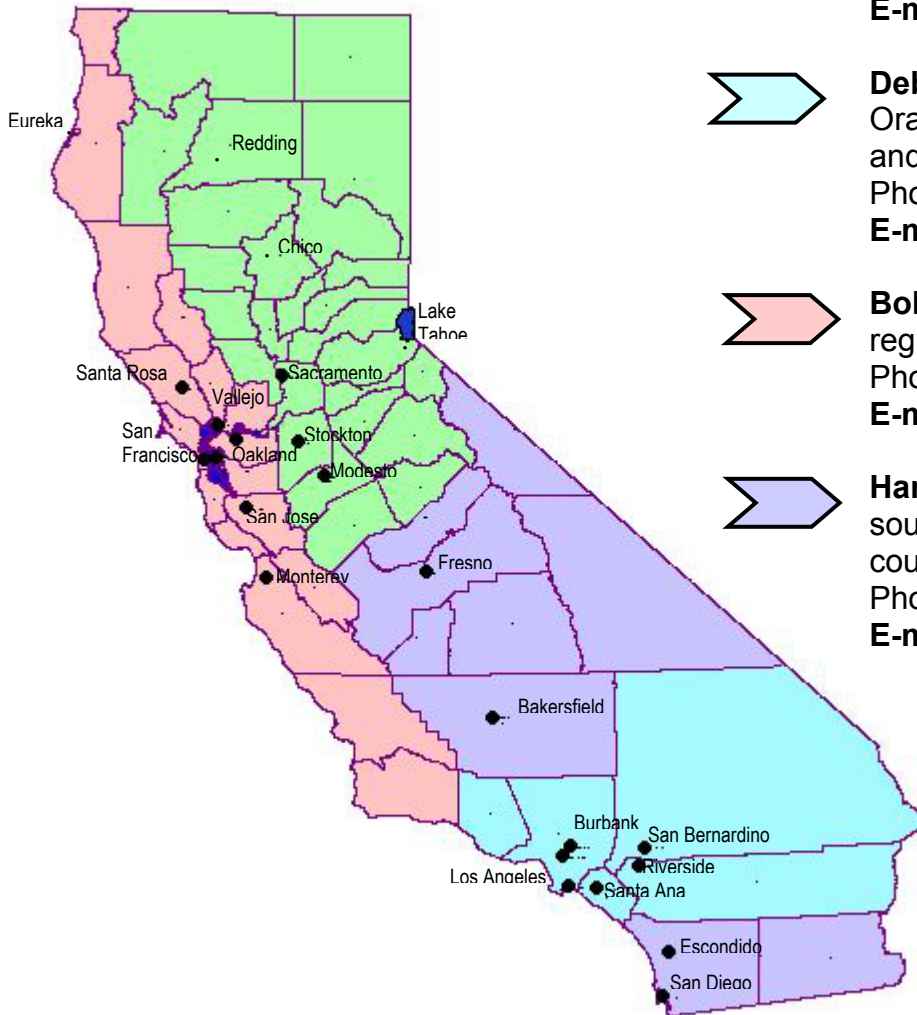 E-m
Deb
Ora
and
Pho
E-m
Bob
reg
Pho
E-m
Har
sou
cou
Pho
E-m
Eureka
Redding
Chico
Lake
Tahoe
Santa Rosa
Sacramento
Vallejo
San
Francisco
Oakland
Stockton
Modesto
San Jose
Monterey
Fresno
Bakersfield
Burbank
San Bernardino
Los Angeles
Riverside
Santa Ana
Escondido
San Diego